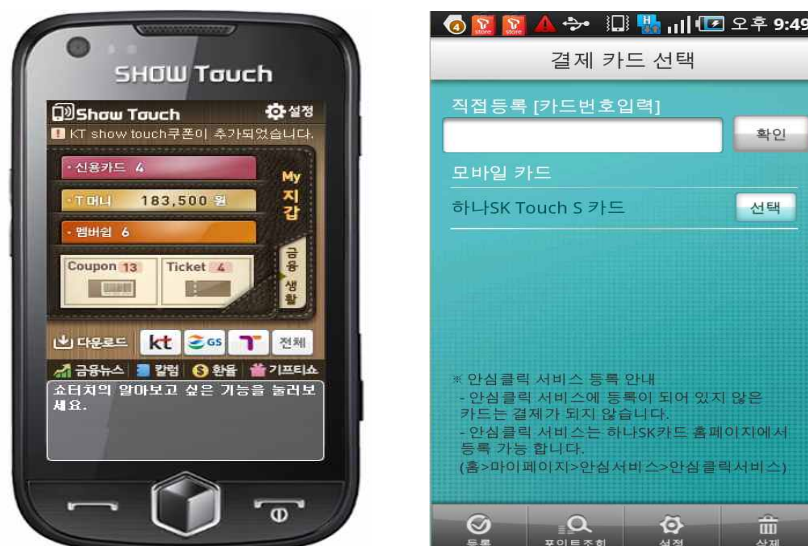 SHOW Touch
Show Touch
설정
KT show touch쿠폰이 추가되었습니다.
· 신용카드 4
· T 머니 183,500 원
· 멤버쉽 6
My 지갑
Coupon 13
Ticket 4
금융생활
다운로드
kt
GS
T
전체
금융뉴스
칼럼
환율
기프티쇼
쇼터치의 알아보고 싶은 기능을 눌러보
세요.
4
store
store
H
오후 9:49
결제 카드 선택
직접등록 [카드번호입력]
확인
모바일 카드
하나SK Touch S 카드
선택
※ 안심클릭 서비스 등록 안내
- 안심클릭 서비스에 등록이 되어 있지 않은
카드는 결제가 되지 않습니다.
- 안심클릭 서비스는 하나SK카드 홈페이지에서
등록 가능 합니다.
(홈>마이페이지>안심서비스>안심클릭서비스)
등록
포인트조회
설정
삭제